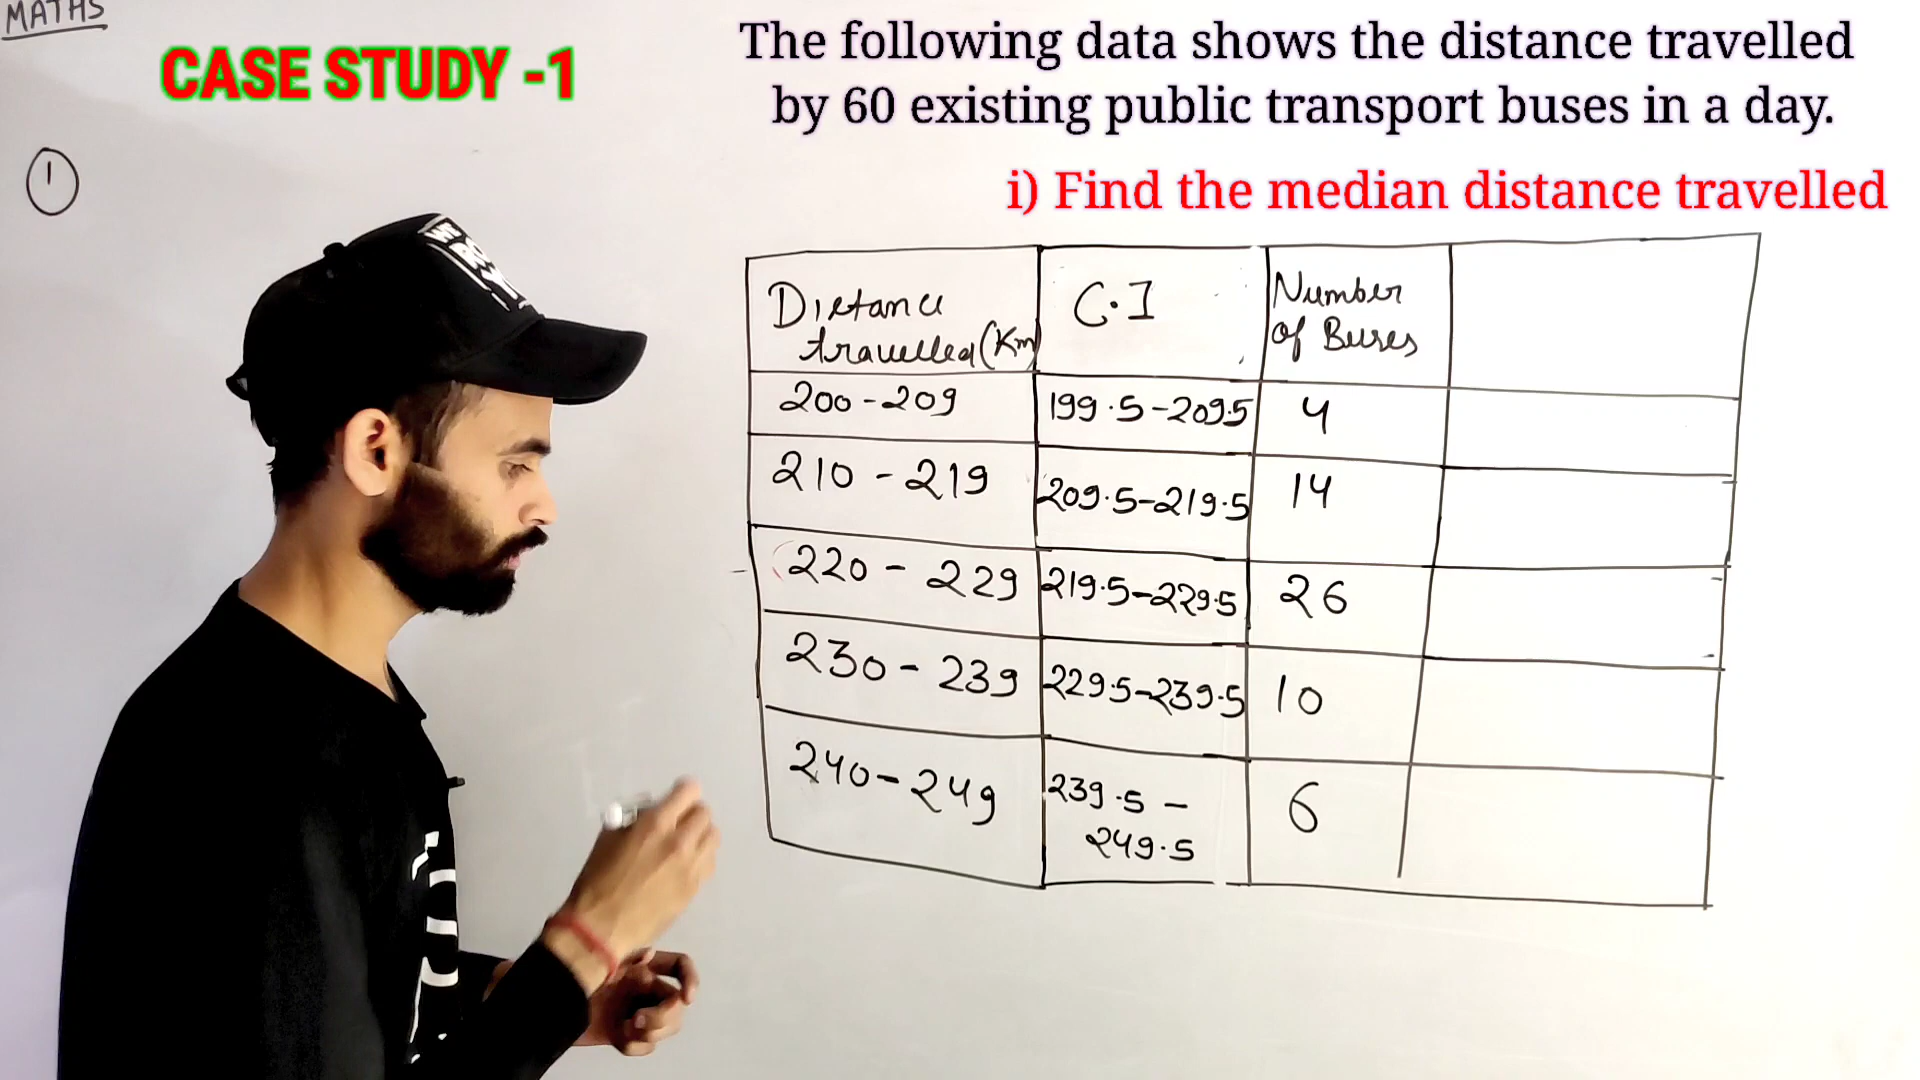 MATHS
CASE STUDY -1
The following data shows the distance travelled
by 60 existing public transport buses in a day.
i) Find the median distance travelled
1
Distance
travelled (Km)
C.I
Number
of Buses
200-209
199.5-209.5
4
210-219
209.5-219.5
14
220-229
219.5-229.5
26
230-239
229.5-239.5
10
240-249
239.5-
249.5
6